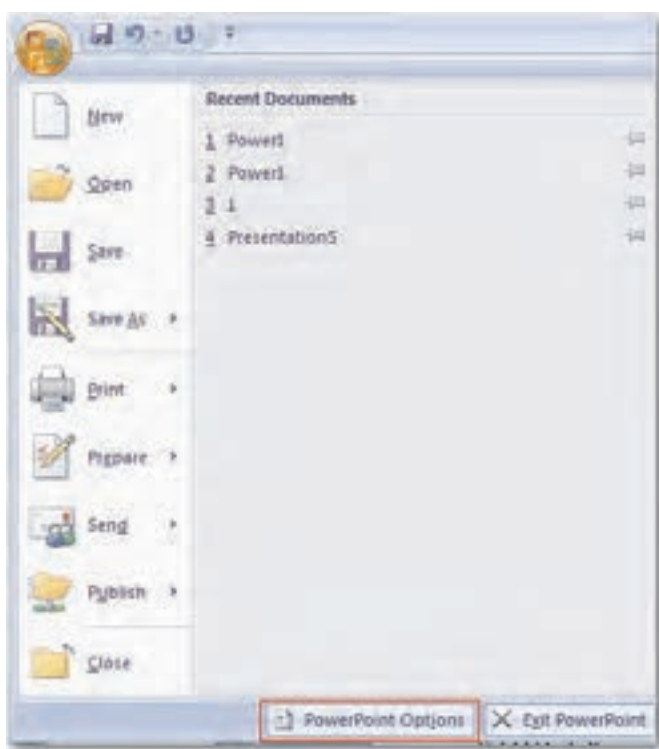 New
Open
Save
Save As
Print
Prepare
Send
Publish
Close
Recent Documents
1 Power1
2 Power1
3 1
4 Presentation5
PowerPoint Options
Exit PowerPoint